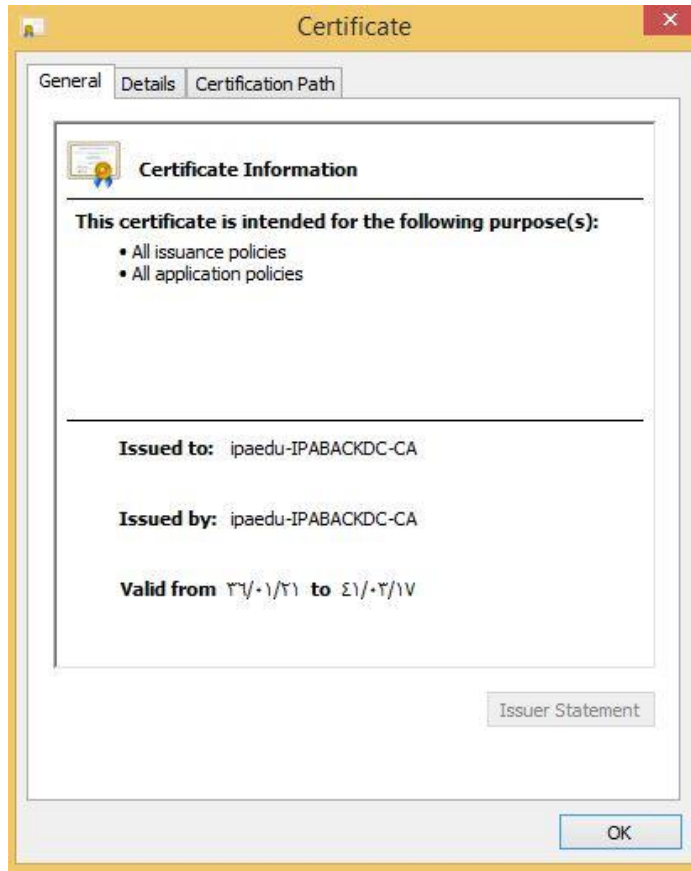 Certificate
General Details Certification Path
Certificate Information
This certificate is intended for the following purpose(s):
• All issuance policies
• All application policies
Issued to: ipaedu-IPABACKDC-CA
Issued by: ipaedu-IPABACKDC-CA
Valid from ٣٦/٠١/٢١ to ٤١/٠٣/١٧
Issuer Statement
OK